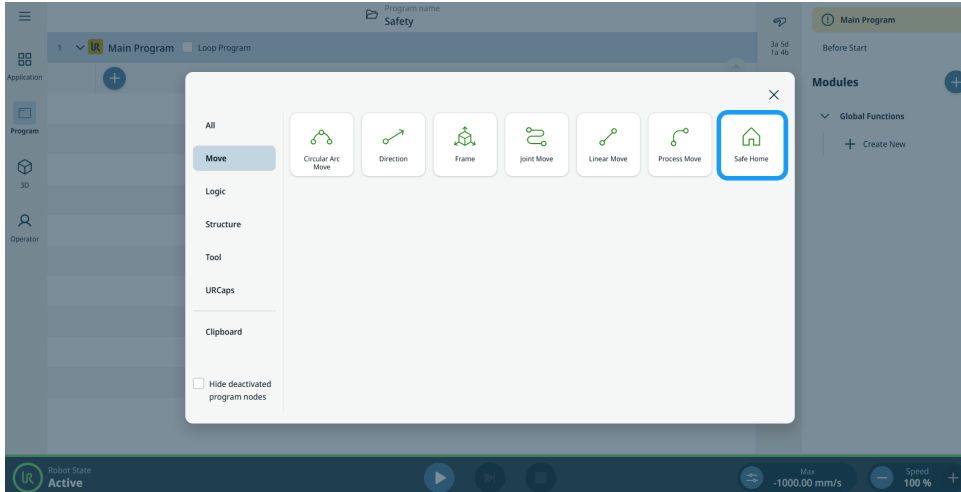 Program name
Safety
Main Program
1
UR
Main Program
Loop Program
3a 5d
1a 4b
Before Start
Application
Modules
All
Global Functions
Program
Move
Circular Arc
Move
Direction
Frame
Joint Move
Linear Move
Process Move
Safe Home
Create New
3D
Logic
Structure
Operator
Tool
URCaps
Clipboard
Hide deactivated
program nodes
UR
Robot State
Active
Max
-1000.00 mm/s
Speed
100 %